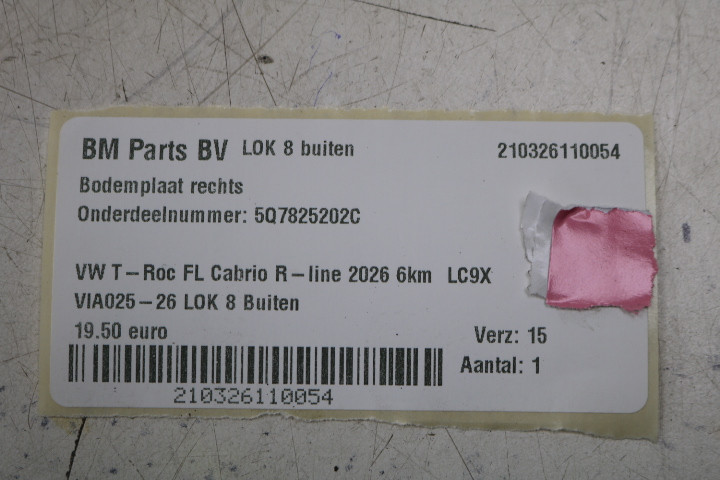 BM Parts BV LOK 8 buiten 210326110054
Bodemplaat rechts
Onderdeelnummer: 5Q7825202C
VW T-Roc FL Cabrio R-line 2026 6km LC9X
VIA025-26 LOK 8 Buiten
19.50 euro Verz: 15
Aantal: 1
210326110054